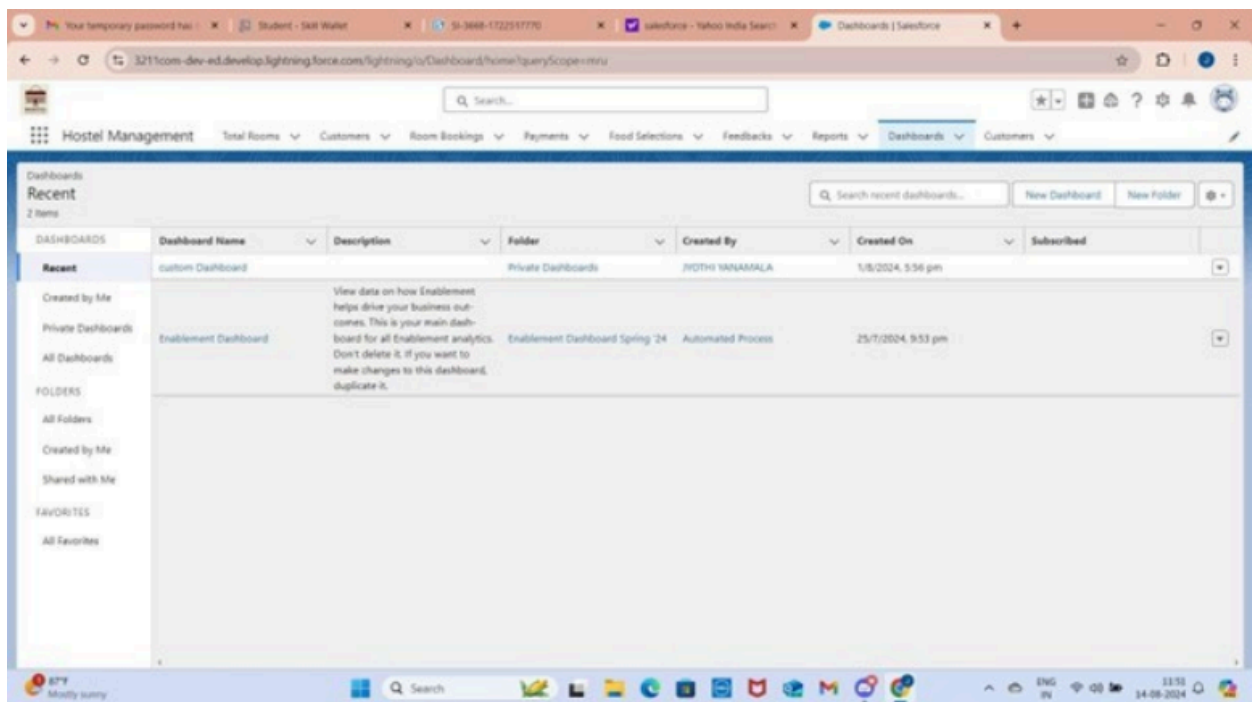 Your temporary password has
Student - Skill Wallet
SI-3688-1722517770
salesforce - Yahoo India Search
Dashboards | Salesforce
3211com-dev-ed.develop.lightning.force.com/lightning/o/Dashboard/home?queryScope=mru
Search...
Hostel Management
Total Rooms
Customers
Room Bookings
Payments
Food Selections
Feedbacks
Reports
Dashboards
Customers
Dashboards
Recent
2 items
Search recent dashboards...
New Dashboard
New Folder
DASHBOARDS
Recent
Created by Me
Private Dashboards
All Dashboards
FOLDERS
All Folders
Created by Me
Shared with Me
FAVORITES
All Favorites
Dashboard Name
Description
Folder
Created By
Created On
Subscribed
custom Dashboard
Private Dashboards
JYOTHI YANAMALA
1/8/2024, 5:56 pm
Enablement Dashboard
View data on how Enablement
helps drive your business out-
comes. This is your main dash-
board for all Enablement analytics.
Don't delete it. If you want to
make changes to this dashboard,
duplicate it.
Enablement Dashboard Spring '24
Automated Process
25/7/2024, 9:53 pm
87°F
Mostly sunny
Search
ENG
IN
11:51
14-08-2024